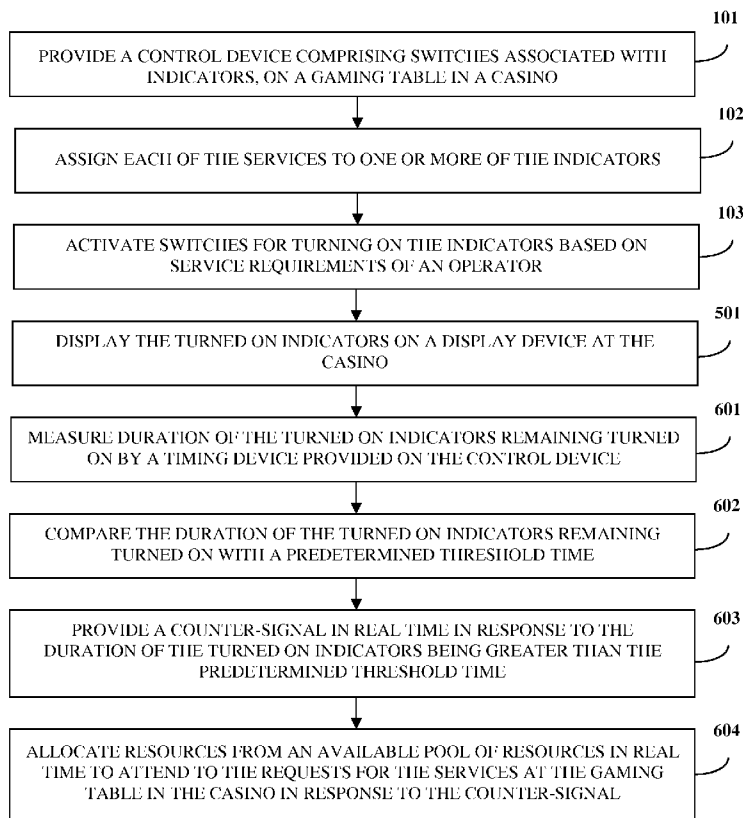 101
PROVIDE A CONTROL DEVICE COMPRISING SWITCHES ASSOCIATED WITH
INDICATORS, ON A GAMING TABLE IN A CASINO
102
ASSIGN EACH OF THE SERVICES TO ONE OR MORE OF THE INDICATORS
103
ACTIVATE SWITCHES FOR TURNING ON THE INDICATORS BASED ON
SERVICE REQUIREMENTS OF AN OPERATOR
501
DISPLAY THE TURNED ON INDICATORS ON A DISPLAY DEVICE AT THE
CASINO
601
MEASURE DURATION OF THE TURNED ON INDICATORS REMAINING TURNED
ON BY A TIMING DEVICE PROVIDED ON THE CONTROL DEVICE
602
COMPARE THE DURATION OF THE TURNED ON INDICATORS REMAINING
TURNED ON WITH A PREDETERMINED THRESHOLD TIME
603
PROVIDE A COUNTER-SIGNAL IN REAL TIME IN RESPONSE TO THE
DURATION OF THE TURNED ON INDICATORS BEING GREATER THAN THE
PREDETERMINED THRESHOLD TIME
604
ALLOCATE RESOURCES FROM AN AVAILABLE POOL OF RESOURCES IN REAL
TIME TO ATTEND TO THE REQUESTS FOR THE SERVICES AT THE GAMING
TABLE IN THE CASINO IN RESPONSE TO THE COUNTER-SIGNAL